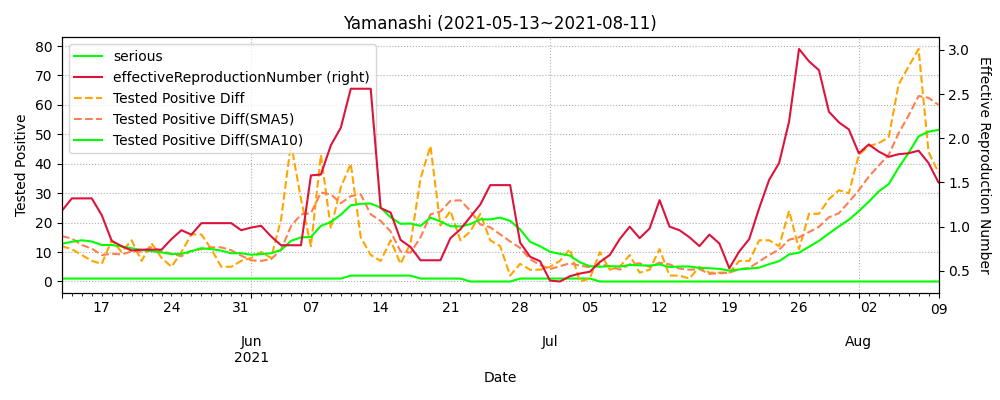 Yamanashi (2021-05-13~2021-08-11)
serious
effectiveReproductionNumber (right)
Tested Positive Diff
Tested Positive Diff(SMA5)
Tested Positive Diff(SMA10)
Tested Positive
80
70
60
50
40
30
20
10
0
Effective Reproduction Number
3.0
2.5
2.0
1.5
1.0
0.5
17 24 31 07 14 21 28 05 12 19 26 02 09
Jun Jul Aug
2021
Date